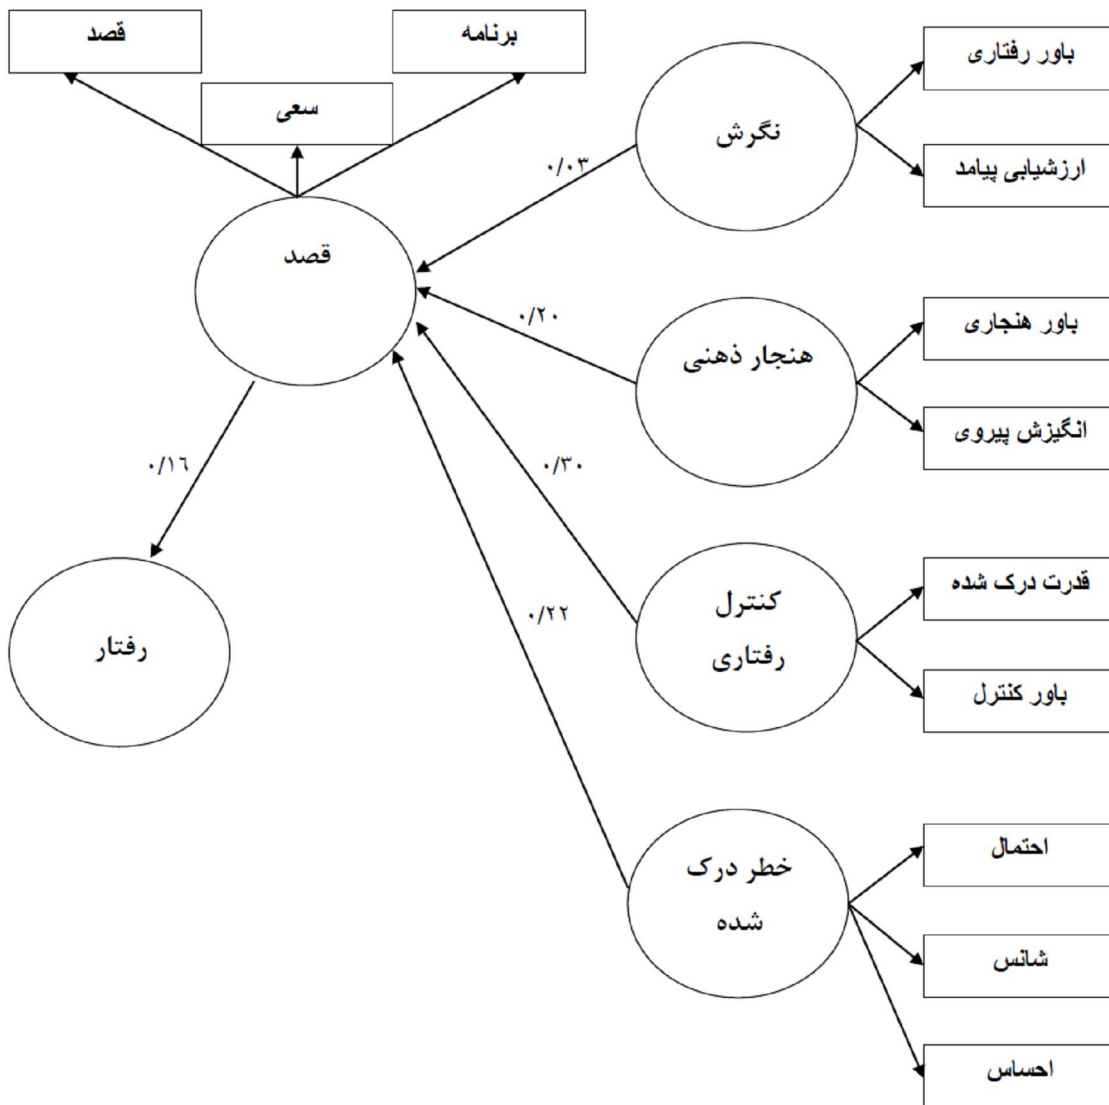 قصد
برنامه
سعی
باور رفتاری
نگرش
ارزشیابی پیامد
۰/۰۳
قصد
۰/۲۰
باور هنجاری
هنجار ذهنی
انگیزش پیروی
۰/۱٦
۰/۳۰
قدرت درک شده
کنترل
رفتاری
۰/۲۲
رفتار
باور کنترل
احتمال
خطر درک
شده
شانس
احساس